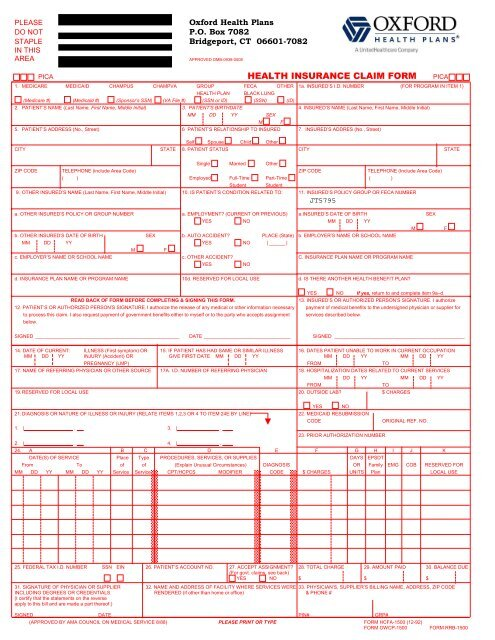 PLEASE
DO NOT
STAPLE
IN THIS
AREA
Oxford Health Plans
P.O. Box 7082
Bridgeport, CT 06601-7082
OXFORD
HEALTH PLANS®
A UnitedHealthcare Company
PICA
HEALTH INSURANCE CLAIM FORM
PICA
1. MEDICARE MEDICAID CHAMPUS CHAMPVA GROUP HEALTH PLAN FECA BLACK LUNG OTHER
(Medicare #) (Medicaid #) (Sponsor's SSN) (VA File #) (SSN or ID) (SSN) (ID)
1a. INSURED'S I.D. NUMBER (FOR PROGRAM IN ITEM 1)
2. PATIENT'S NAME (Last Name, First Name, Middle Initial)
3. PATIENT'S BIRTHDATE
MM DD YY SEX
M F
4. INSURED'S NAME (Last Name, First Name, Middle Initial)
5. PATIENT'S ADDRESS (No., Street)
6. PATIENT'S RELATIONSHIP TO INSURED
Self Spouse Child Other
7. INSURED'S ADDRESS (No., Street)
CITY STATE
8. PATIENT STATUS
Single Married Other
Employed Full-Time Student Part-Time Student
CITY STATE
ZIP CODE TELEPHONE (Include Area Code)
( )
ZIP CODE TELEPHONE (Include Area Code)
( )
9. OTHER INSURED'S NAME (Last Name, First Name, Middle Initial)
10. IS PATIENT'S CONDITION RELATED TO:
11. INSURED'S POLICY GROUP OR FECA NUMBER
JT5795
a. OTHER INSURED'S POLICY OR GROUP NUMBER
a. EMPLOYMENT? (CURRENT OR PREVIOUS)
YES NO
a. INSURED'S DATE OF BIRTH SEX
MM DD YY
M F
b. OTHER INSURED'S DATE OF BIRTH SEX
MM DD YY
M F
b. AUTO ACCIDENT? PLACE (State)
YES NO (______)
b. EMPLOYER'S NAME OR SCHOOL NAME
c. EMPLOYER'S NAME OR SCHOOL NAME
c. OTHER ACCIDENT?
YES NO
C. INSURANCE PLAN NAME OR PROGRAM NAME
d. INSURANCE PLAN NAME OR PROGRAM NAME
10d. RESERVED FOR LOCAL USE
d. IS THERE ANOTHER HEALTH BENEFIT PLAN?
YES NO If yes, return to and complete item 9a-d
READ BACK OF FORM BEFORE COMPLETING & SIGNING THIS FORM.
12. PATIENT'S OR AUTHORIZED PERSON'S SIGNATURE. I authorize the release of any medical or other information necessary
to process this claim. I also request payment of government benefits either to myself or to the party who accepts assignment
below.
SIGNED DATE
13. INSURED'S OR AUTHORIZED PERSON'S SIGNATURE. I authorize
payment of medical benefits to the undersigned physician or supplier for
services described below.
SIGNED
14. DATE OF CURRENT ILLNESS (First symptom) OR
MM DD YY INJURY (Accident) OR
PREGNANCY (LMP)
15. IF PATIENT HAS HAD SAME OR SIMILAR ILLNESS
GIVE FIRST DATE MM DD YY
16. DATES PATIENT UNABLE TO WORK IN CURRENT OCCUPATION
MM DD YY MM DD YY
FROM TO
17. NAME OF REFERRING PHYSICIAN OR OTHER SOURCE
17A. I.D. NUMBER OF REFERRING PHYSICIAN
18. HOSPITALIZATION DATES RELATED TO CURRENT SERVICES
MM DD YY MM DD YY
FROM TO
19. RESERVED FOR LOCAL USE
20. OUTSIDE LAB? $ CHARGES
YES NO
21. DIAGNOSIS OR NATURE OF ILLNESS OR INJURY (RELATE ITEMS 1,2,3 OR 4 TO ITEM 24E BY LINE)
1. 3.
2. 4.
22. MEDICAID RESUBMISSION
CODE ORIGINAL REF. NO.
23. PRIOR AUTHORIZATION NUMBER
24. A B C D E F G H I J K
DATE(S) OF SERVICE
From To
MM DD YY MM DD YY
Place of Service
Type of Service
PROCEDURES, SERVICES, OR SUPPLIES
(Explain Unusual Circumstances)
CPT/HCPCS MODIFIER
DIAGNOSIS CODE
$ CHARGES
DAYS OR UNITS
EPSDT Family Plan
EMG
COB
RESERVED FOR LOCAL USE
25. FEDERAL TAX I.D. NUMBER SSN EIN
26. PATIENT'S ACCOUNT NO.
27. ACCEPT ASSIGNMENT?
(For govt. claims, see back)
YES NO
28. TOTAL CHARGE
$
29. AMOUNT PAID
$
30. BALANCE DUE
$
31. SIGNATURE OF PHYSICIAN OR SUPPLIER
INCLUDING DEGREES OR CREDENTIALS
(I certify that the statements on the reverse
apply to this bill and are made a part thereof.)
SIGNED DATE
32. NAME AND ADDRESS OF FACILITY WHERE SERVICES WERE
RENDERED (if other than home or office)
33. PHYSICIAN'S, SUPPLIER'S BILLING NAME, ADDRESS, ZIP CODE
& PHONE #
PIN# GRP#
(APPROVED BY AMA COUNCIL ON MEDICAL SERVICE 8/88) PLEASE PRINT OR TYPE
FORM HCFA-1500 (12-02)
FORM OWCP-1500 FORM RRB-1500